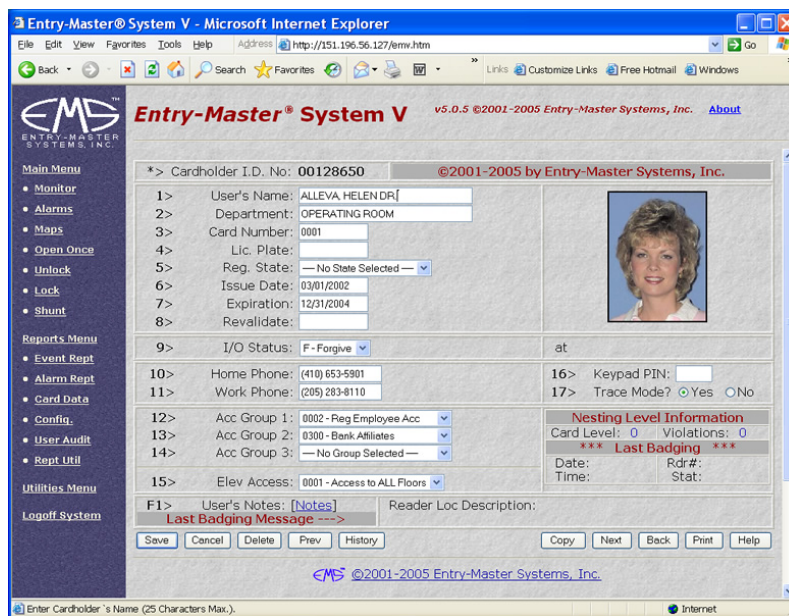 Entry-Master® System V - Microsoft Internet Explorer
File Edit View Favorites Tools Help Address http://151.196.56.127/emv.htm Go
Back Search Favorites Links Customize Links Free Hotmail Windows
EMS™
ENTRY-MASTER
SYSTEMS, INC.
Entry-Master® System V v5.0.5 ©2001-2005 Entry-Master Systems, Inc. About
Main Menu
• Monitor
• Alarms
• Maps
• Open Once
• Unlock
• Lock
• Shunt
Reports Menu
• Event Rept
• Alarm Rept
• Card Data
• Config.
• User Audit
• Rept Util
Utilities Menu
Logoff System
*> Cardholder I.D. No: 00128650 ©2001-2005 by Entry-Master Systems, Inc.
1> User's Name: ALLEVA, HELEN DR.
2> Department: OPERATING ROOM
3> Card Number: 0001
4> Lic. Plate:
5> Reg. State: — No State Selected —
6> Issue Date: 03/01/2002
7> Expiration: 12/31/2004
8> Revalidate:
9> I/O Status: F - Forgive at
10> Home Phone: (410) 653-5901 16> Keypad PIN:
11> Work Phone: (205) 283-8110 17> Trace Mode? Yes No
12> Acc Group 1: 0002 - Reg Employee Acc
13> Acc Group 2: 0300 - Bank Affiliates
14> Acc Group 3: — No Group Selected —
15> Elev Access: 0001 - Access to ALL Floors
Nesting Level Information
Card Level: 0 Violations: 0
*** Last Badging ***
Date: Rdr#:
Time: Stat:
F1> User's Notes: [Notes] Reader Loc Description:
Last Badging Message --->
Save Cancel Delete Prev History Copy Next Back Print Help
EMS ©2001-2005 Entry-Master Systems, Inc.
Enter Cardholder`s Name (25 Characters Max.). Internet